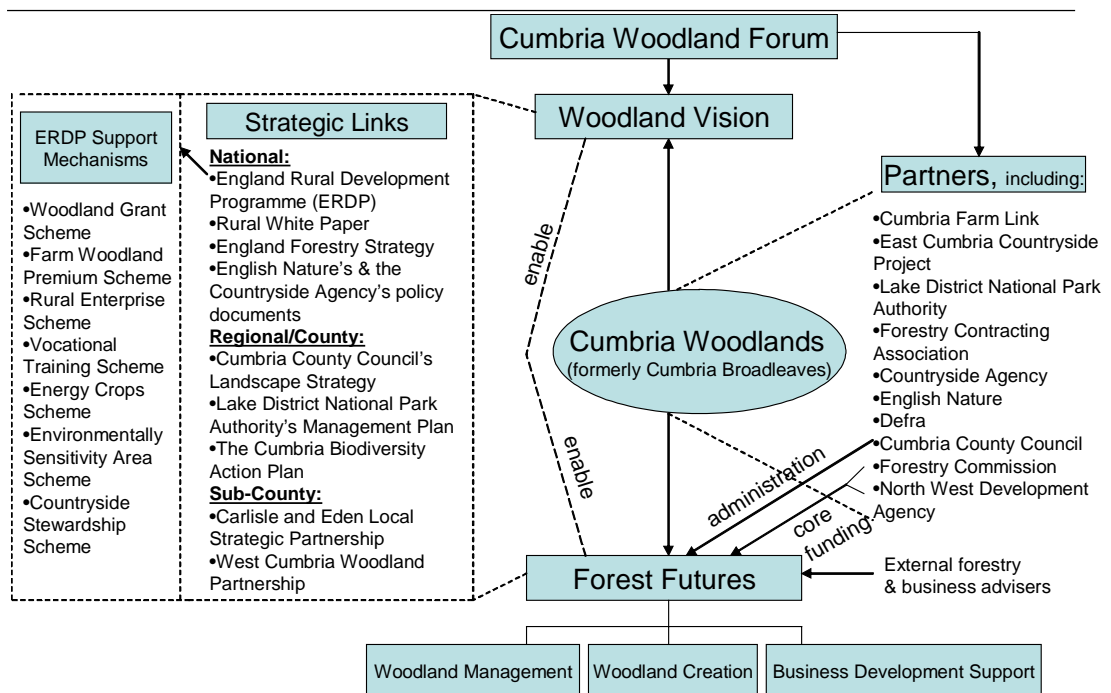 Cumbria Woodland Forum
Woodland Vision
ERDP Support
Mechanisms
•Woodland Grant
Scheme
•Farm Woodland
Premium Scheme
•Rural Enterprise
Scheme
•Vocational
Training Scheme
•Energy Crops
Scheme
•Environmentally
Sensitivity Area
Scheme
•Countryside
Stewardship
Scheme
Strategic Links
National:
•England Rural Development
Programme (ERDP)
•Rural White Paper
•England Forestry Strategy
•English Nature's & the
Countryside Agency's policy
documents
Regional/County:
•Cumbria County Council's
Landscape Strategy
•Lake District National Park
Authority's Management Plan
•The Cumbria Biodiversity
Action Plan
Sub-County:
•Carlisle and Eden Local
Strategic Partnership
•West Cumbria Woodland
Partnership
enable
enable
Cumbria Woodlands
(formerly Cumbria Broadleaves)
Partners, including:
•Cumbria Farm Link
•East Cumbria Countryside
Project
•Lake District National Park
Authority
•Forestry Contracting
Association
•Countryside Agency
•English Nature
•Defra
•Cumbria County Council
•Forestry Commission
•North West Development
Agency
administration
core
funding
Forest Futures
External forestry
& business advisers
Woodland Management
Woodland Creation
Business Development Support